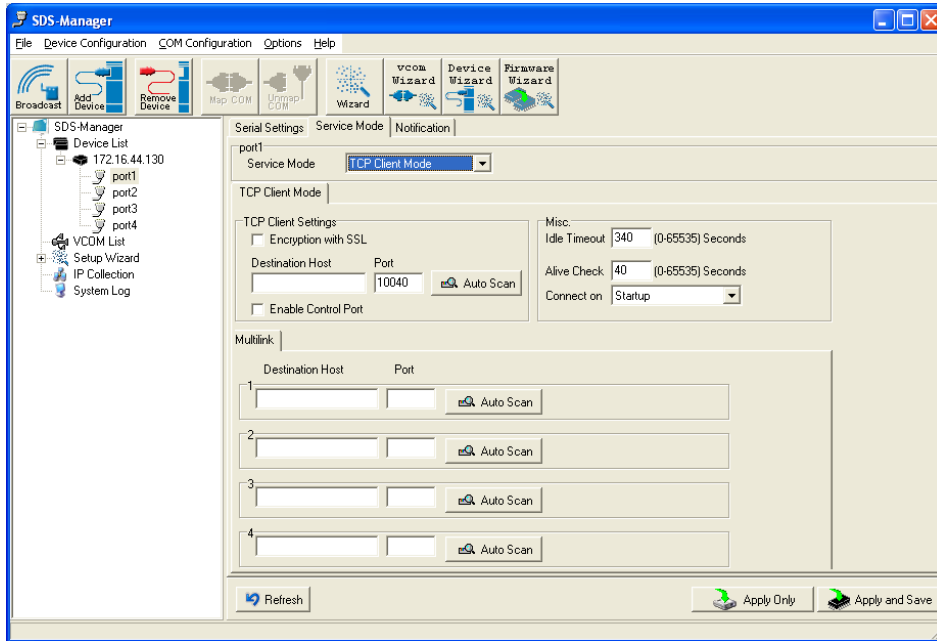 SDS-Manager
File Device Configuration COM Configuration Options Help
Broadcast
Add Device
Remove Device
Map COM
Unmap COM
Wizard
vcom Wizard
Device Wizard
Firmware Wizard
SDS-Manager
Device List
172.16.44.130
port1
port2
port3
port4
VCOM List
Setup Wizard
IP Collection
System Log
Serial Settings Service Mode Notification
port1
Service Mode TCP Client Mode
TCP Client Mode
TCP Client Settings
Encryption with SSL
Destination Host Port
10040 Auto Scan
Enable Control Port
Misc.
Idle Timeout 340 (0-65535) Seconds
Alive Check 40 (0-65535) Seconds
Connect on Startup
Multilink
Destination Host Port
1 Auto Scan
2 Auto Scan
3 Auto Scan
4 Auto Scan
Refresh Apply Only Apply and Save